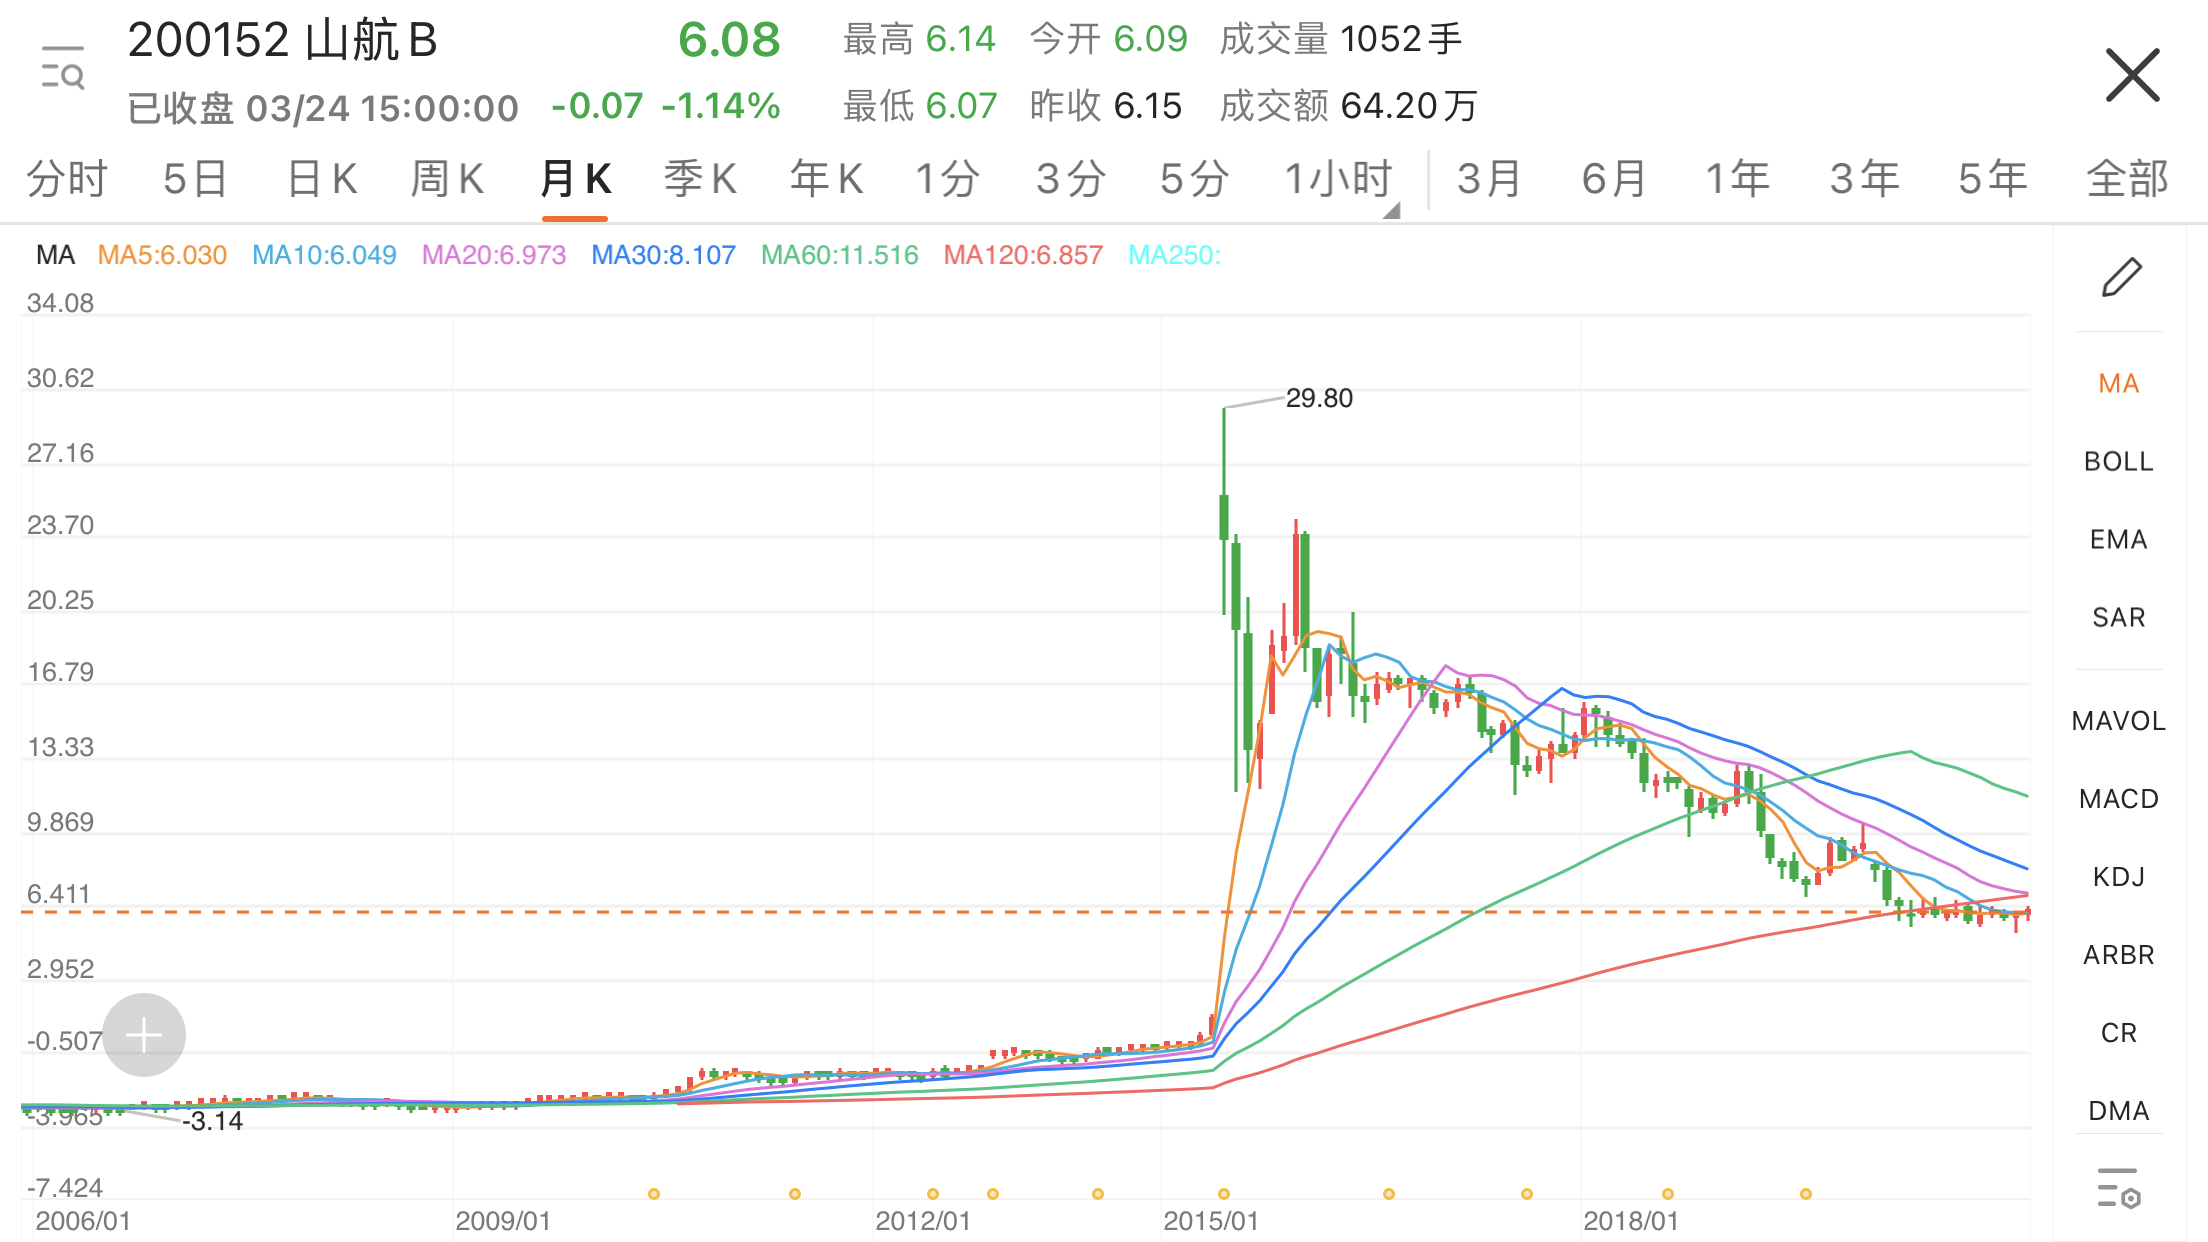 200152 山航B 6.08 最高 6.14 今开 6.09 成交量 1052手
已收盘 03/24 15:00:00 -0.07 -1.14% 最低 6.07 昨收 6.15 成交额 64.20万
分时 5日 日K 周K 月K 季K 年K 1分 3分 5分 1小时 3月 6月 1年 3年 5年 全部
MA MA5:6.030 MA10:6.049 MA20:6.973 MA30:8.107 MA60:11.516 MA120:6.857 MA250:
34.08
30.62
29.80
27.16
23.70
20.25
16.79
13.33
9.869
6.411
2.952
-0.507
-3.965
-3.14
-7.424
2006/01 2009/01 2012/01 2015/01 2018/01
MA
BOLL
EMA
SAR
MAVOL
MACD
KDJ
ARBR
CR
DMA